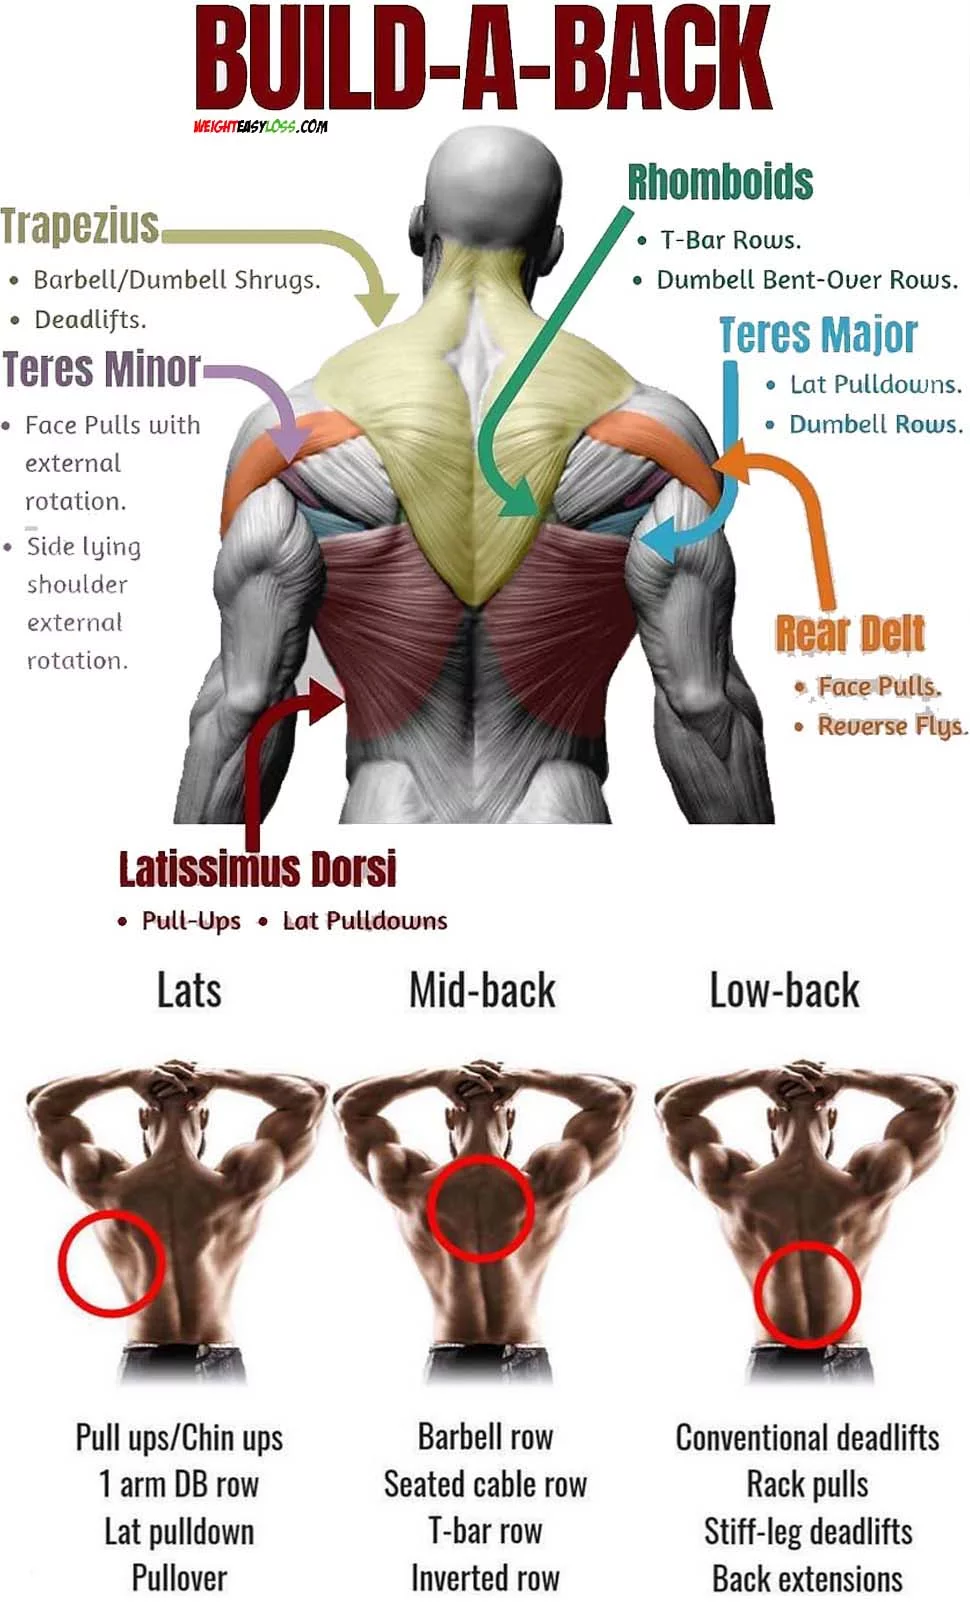 BUILD-A-BACK
WEIGHTEASYLOSS.COM
Trapezius
• Barbell/Dumbell Shrugs.
• Deadlifts.
Teres Minor
• Face Pulls with
external
rotation.
• Side lying
shoulder
external
rotation.
Rhomboids
• T-Bar Rows.
• Dumbell Bent-Over Rows.
Teres Major
• Lat Pulldowns.
• Dumbell Rows.
Rear Delt
• Face Pulls.
• Reverse Flys.
Latissimus Dorsi
• Pull-Ups • Lat Pulldowns
Lats
Mid-back
Low-back
Pull ups/Chin ups
1 arm DB row
Lat pulldown
Pullover
Barbell row
Seated cable row
T-bar row
Inverted row
Conventional deadlifts
Rack pulls
Stiff-leg deadlifts
Back extensions